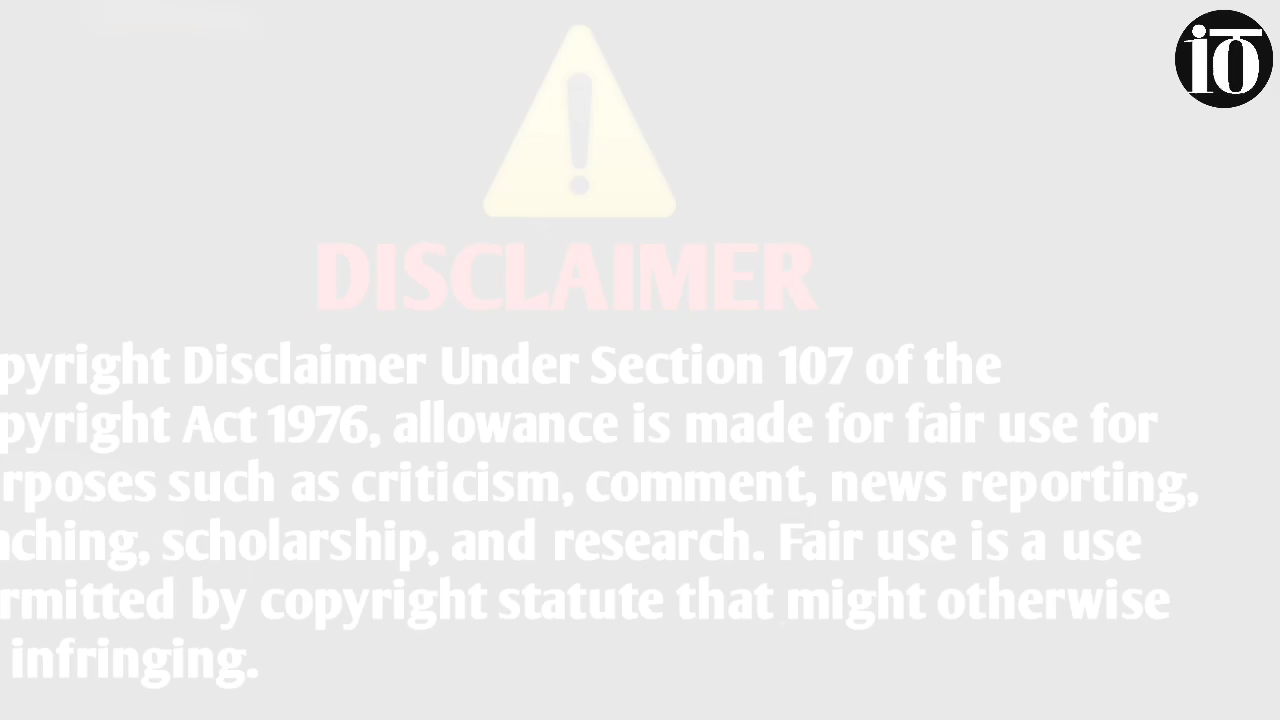 iō
DISCLAIMER
pyright Disclaimer Under Section 107 of the
pyright Act 1976, allowance is made for fair use for
rposes such as criticism, comment, news reporting,
ching, scholarship, and research. Fair use is a use
rmitted by copyright statute that might otherwise
infringing.